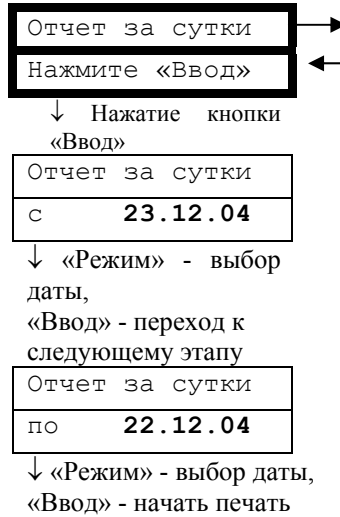 Отчет за сутки
Нажмите «Ввод»
↓ Нажатие кнопки
«Ввод»
Отчет за сутки
с 23.12.04
↓ «Режим» - выбор
даты,
«Ввод» - переход к
следующему этапу
Отчет за сутки
по 22.12.04
↓ «Режим» - выбор даты,
«Ввод» - начать печать